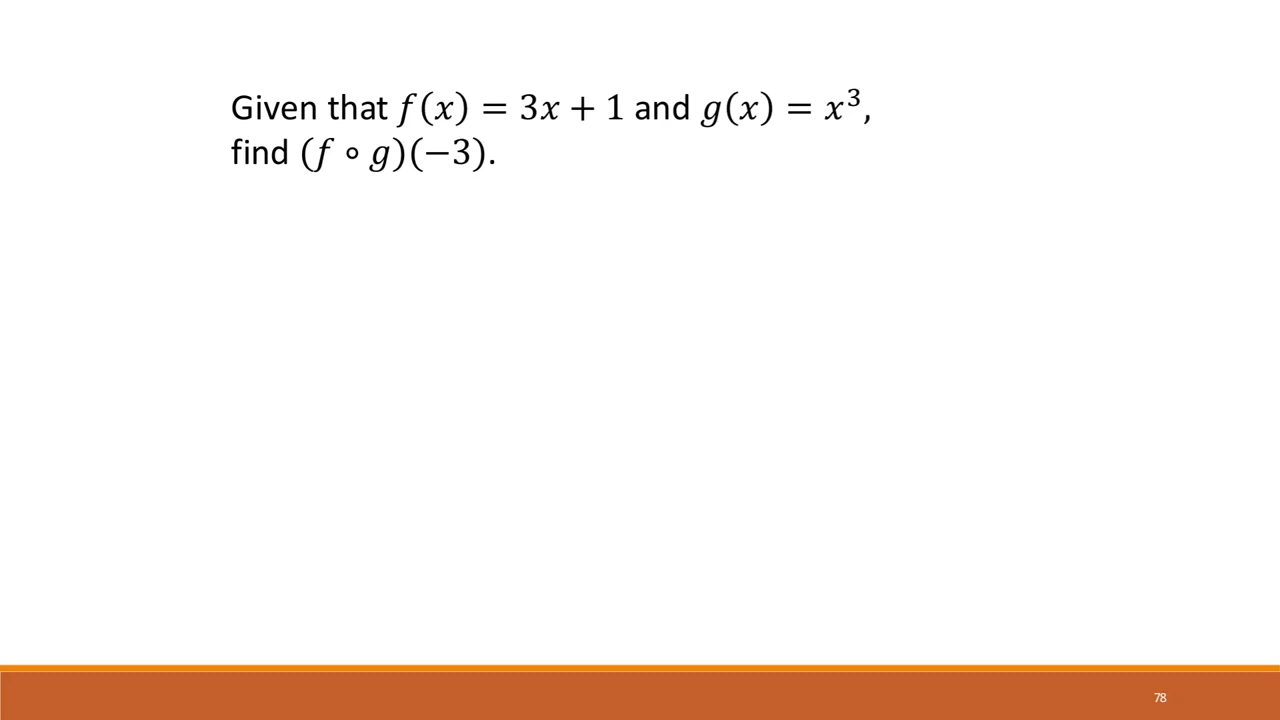 Given that 𝑓(𝑥) = 3𝑥 + 1 and 𝑔(𝑥) = 𝑥³,
find (𝑓 ∘ 𝑔)(−3).
78